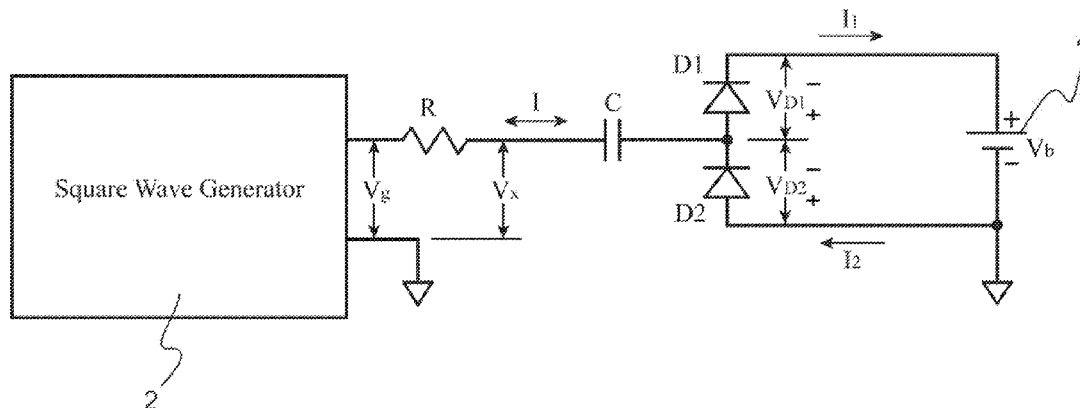 I1
D1
R
I
C
VD1
-
+
+
Vb
-
Square Wave Generator
Vg
Vx
D2
VD2
-
+
I2
2